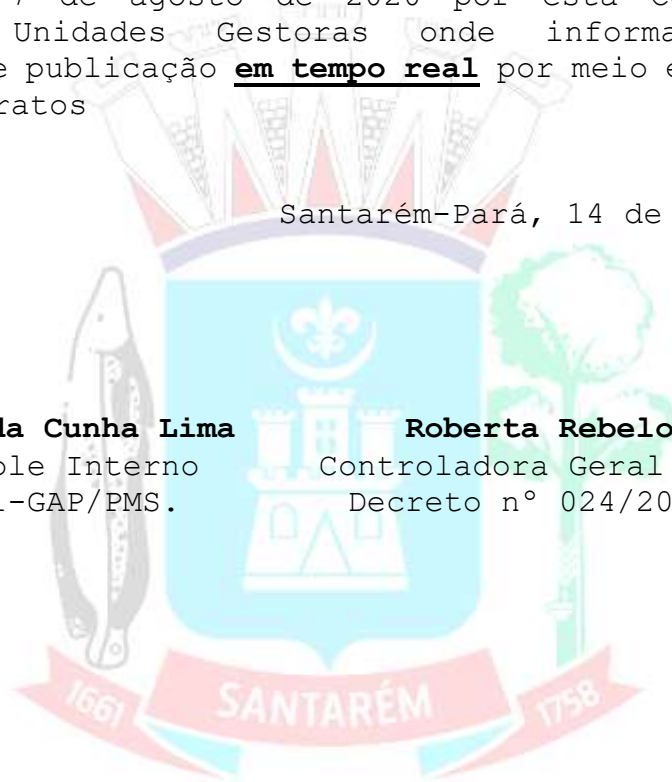 7 de agosto de 2020 por esta
Unidades Gestoras onde informa
e publicação em tempo real por meio e
ratos
Santarém-Pará, 14 de
da Cunha Lima Roberta Rebelo
ole Interno Controladora Geral
-GAP/PMS. Decreto nº 024/20
1661 SANTARÉM 1758